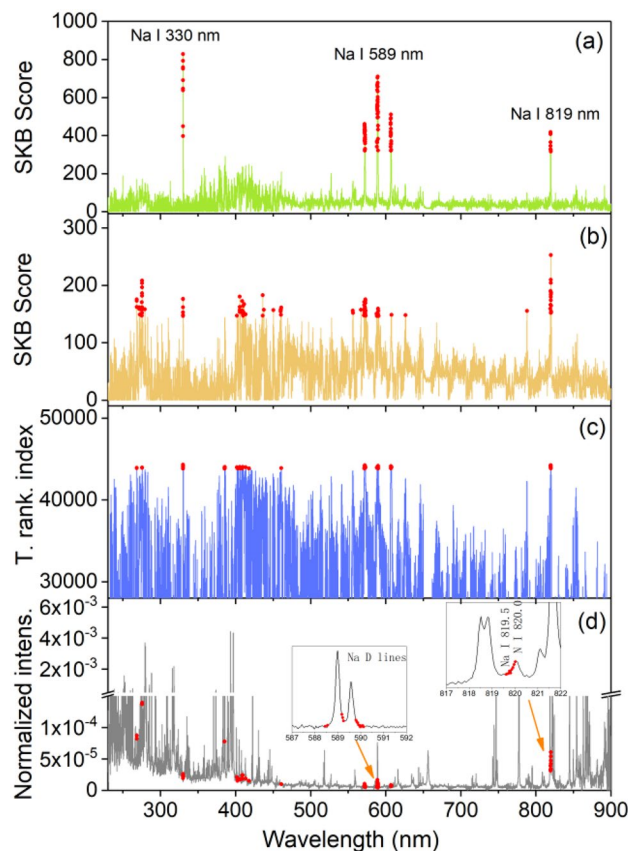 Na I 330 nm
Na I 589 nm
Na I 819 nm
(a)
SKB Score
1000
800
600
400
200
0
(b)
SKB Score
300
200
100
0
(c)
T. rank. index
50000
40000
30000
(d)
Normalized intens.
6x10⁻³
4x10⁻³
2x10⁻³
1x10⁻⁴
5x10⁻⁵
0
Na D lines
587 588 589 590 591 592
Na I 819.5
N I 820.0
817 818 819 820 821 822
300 400 500 600 700 800 900
Wavelength (nm)